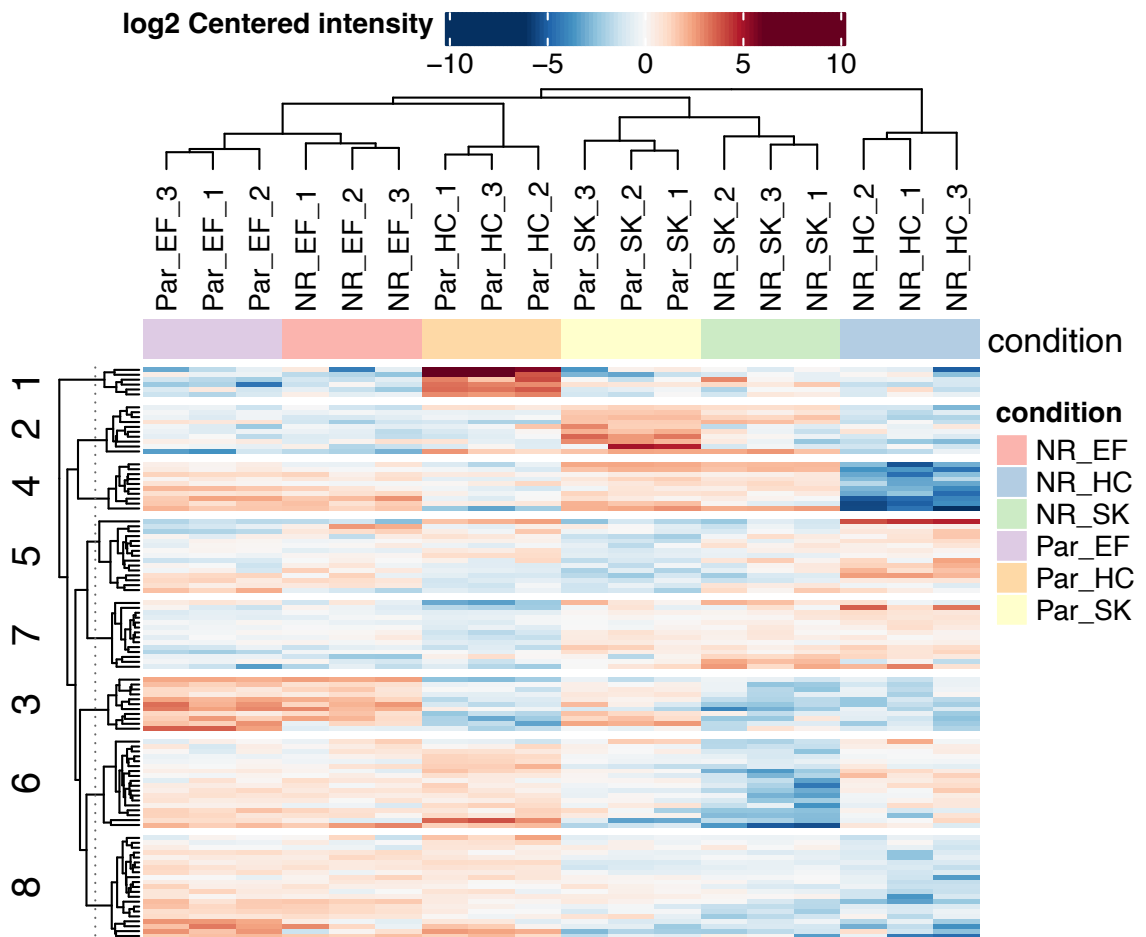 log2 Centered intensity
−10 −5 0 5 10
Par_EF_3 Par_EF_1 Par_EF_2 NR_EF_1 NR_EF_2 NR_EF_3 Par_HC_1 Par_HC_3 Par_HC_2 Par_SK_3 Par_SK_2 Par_SK_1 NR_SK_2 NR_SK_3 NR_SK_1 NR_HC_2 NR_HC_1 NR_HC_3
condition
1
2
4
5
7
3
6
8
condition
NR_EF
NR_HC
NR_SK
Par_EF
Par_HC
Par_SK